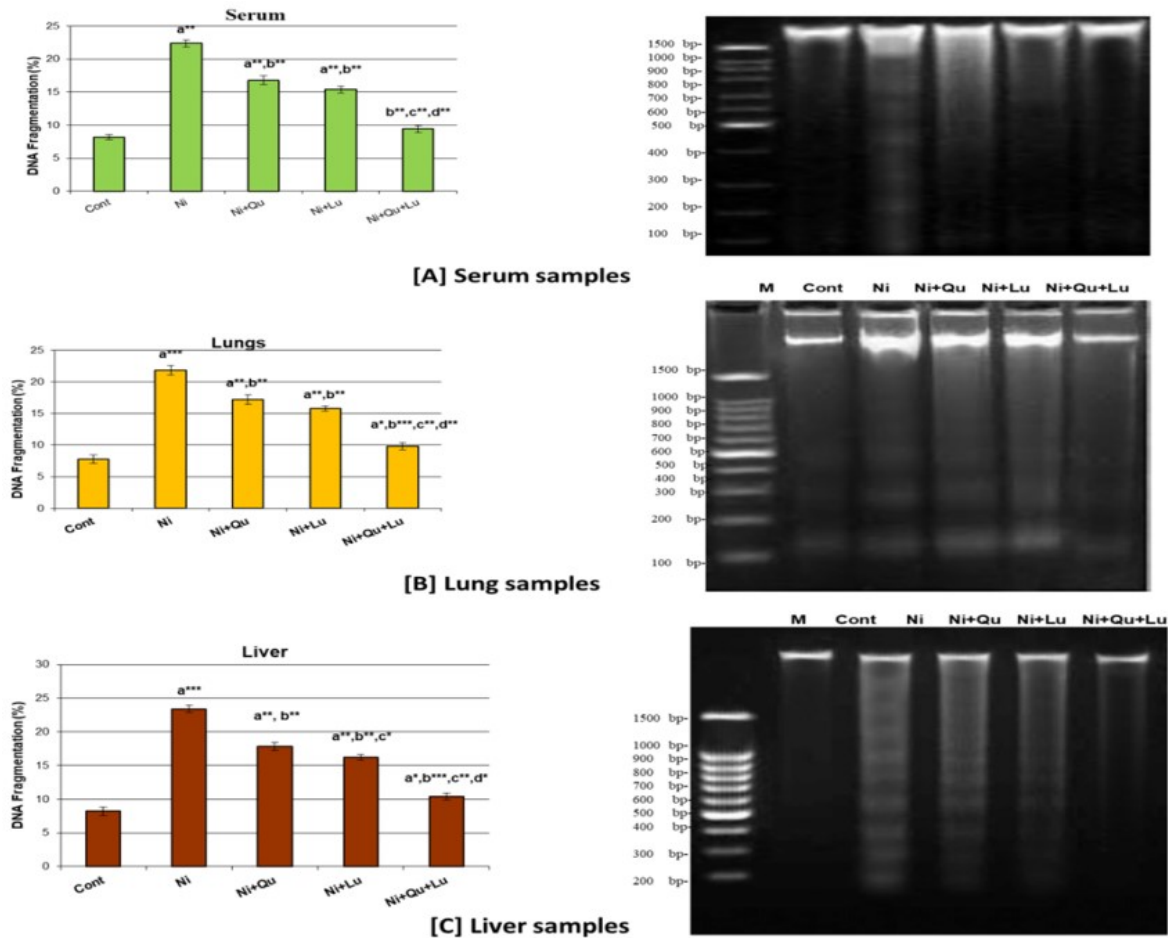 Serum
DNA Fragmentation(%)
25
20
15
10
5
0
a**
a**,b**
a**,b**
b**,c**,d**
Cont
Ni
Ni+Qu
Ni+Lu
Ni+Qu+Lu
1500 bp-
1000 bp-
900 bp-
800 bp-
700 bp-
600 bp-
500 bp-
400 bp-
300 bp-
200 bp-
100 bp-
[A] Serum samples
M Cont Ni Ni+Qu Ni+Lu Ni+Qu+Lu
Lungs
DNA Fragmentation(%)
25
20
15
10
5
0
a***
a**,b**
a**,b**
a*,b***,c**,d**
Cont
Ni
Ni+Qu
Ni+Lu
Ni+Qu+Lu
1500 bp-
1000 bp-
900 bp-
800 bp-
700 bp-
600 bp-
500 bp-
400 bp-
300 bp-
200 bp-
100 bp-
[B] Lung samples
M Cont Ni Ni+Qu Ni+Lu Ni+Qu+Lu
Liver
DNA Fragmentation(%)
30
25
20
15
10
5
0
a***
a**, b**
a**,b**,c*
a*,b***,c**,d*
Cont
Ni
Ni+Qu
Ni+Lu
Ni+Qu+Lu
1500 bp-
1000 bp-
900 bp-
800 bp-
700 bp-
600 bp-
500 bp-
400 bp-
300 bp-
200 bp-
[C] Liver samples